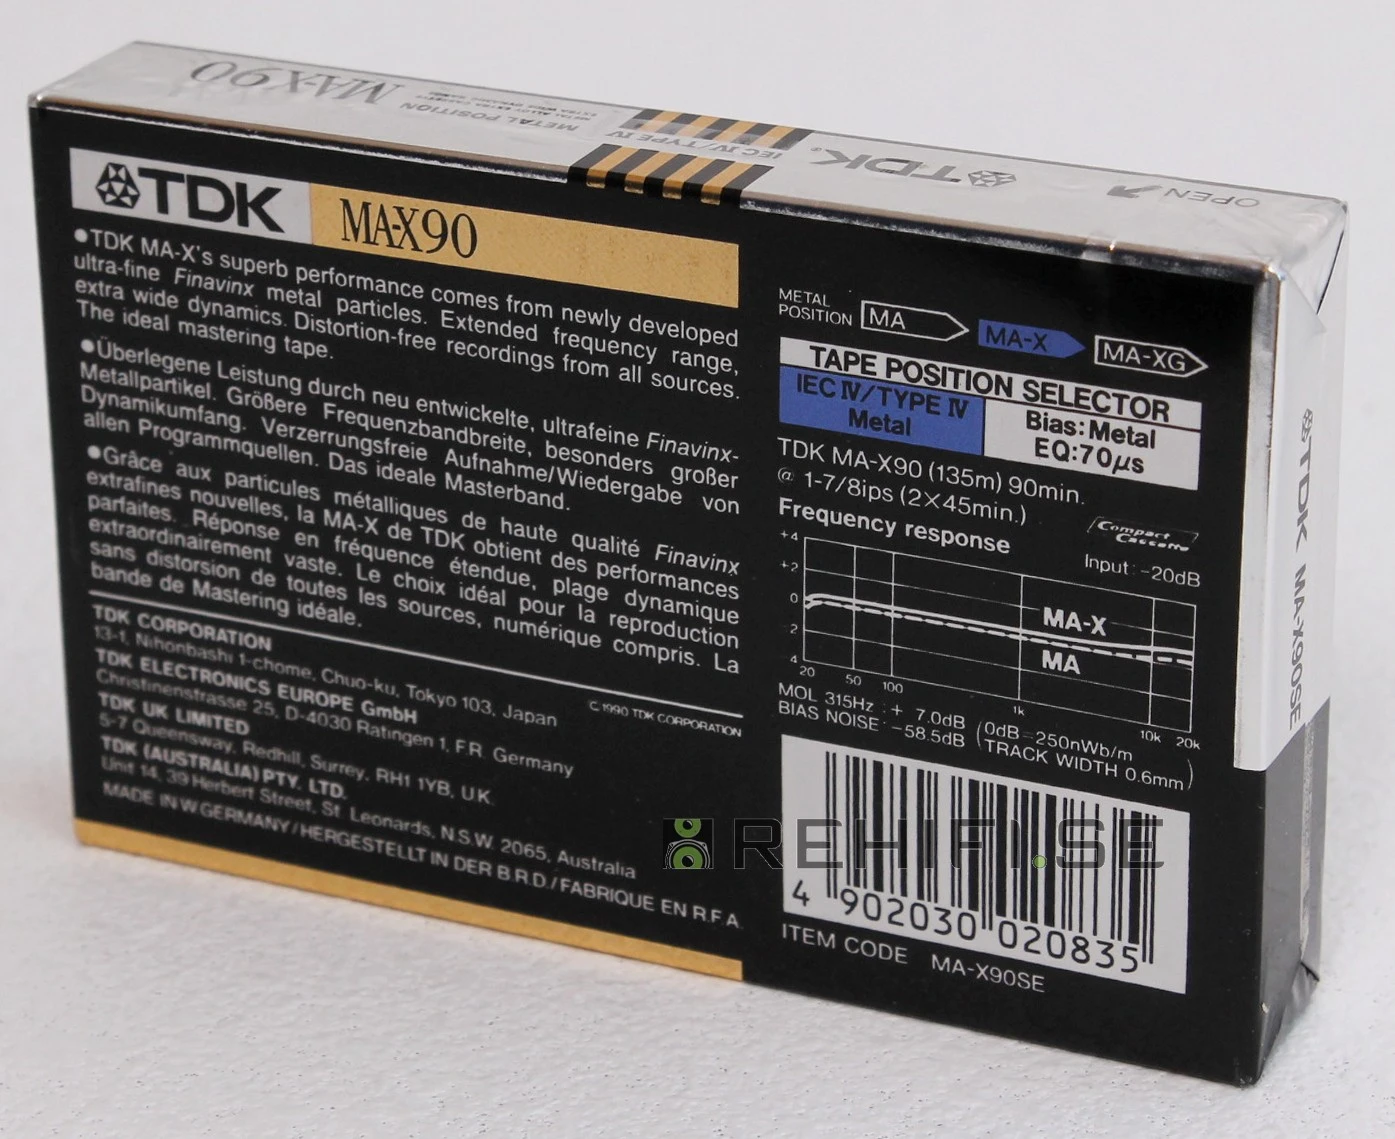 MA-X90
METAL POSITION
IEC IV/TYPE IV
TDK
OPEN
TDK MA-X90
●TDK MA-X's superb performance comes from newly developed
ultra-fine Finavinx metal particles. Extended frequency range,
extra wide dynamics. Distortion-free recordings from all sources.
The ideal mastering tape.
●Überlegene Leistung durch neu entwickelte, ultrafeine Finavinx-
Metallpartikel. Größere Frequenzbandbreite, besonders großer
Dynamikumfang. Verzerrungsfreie Aufnahme/Wiedergabe von
allen Programmquellen. Das ideale Masterband.
●Grâce aux particules métalliques de haute qualité Finavinx
extrafines nouvelles, la MA-X de TDK obtient des performances
parfaites. Réponse en fréquence étendue, plage dynamique
extraordinairement vaste. Le choix idéal pour la reproduction
sans distorsion de toutes les sources, numérique compris. La
bande de Mastering idéale.
C 1990 TDK CORPORATION
TDK CORPORATION
13-1, Nihonbashi 1-chome, Chuo-ku, Tokyo 103, Japan
TDK ELECTRONICS EUROPE GmbH
Christinenstrasse 25, D-4030 Ratingen 1, F.R. Germany
TDK UK LIMITED
5-7 Queensway, Redhill, Surrey, RH1 1YB, U.K.
TDK (AUSTRALIA) PTY. LTD.
Unit 14, 39 Herbert Street, St. Leonards, N.S.W. 2065, Australia
MADE IN W.GERMANY/HERGESTELLT IN DER B.R.D./FABRIQUE EN R.F.A.
METAL
POSITION
MA
MA-X
MA-XG
TAPE POSITION SELECTOR
IEC IV/TYPE IV
Metal
Bias:Metal
EQ:70µs
TDK MA-X90 (135m) 90min.
@ 1-7/8ips (2×45min.)
Compact
Cassette
Frequency response
Input: -20dB
+4
+2
0
2
4
MA-X
MA
20 50 100 1k 10k 20k
MOL 315Hz : + 7.0dB
BIAS NOISE : -58.5dB
(0dB=250nWb/m
TRACK WIDTH 0.6mm)
REHIFI.SE
4 902030 020835
ITEM CODE MA-X90SE
TDK MA-X90SE